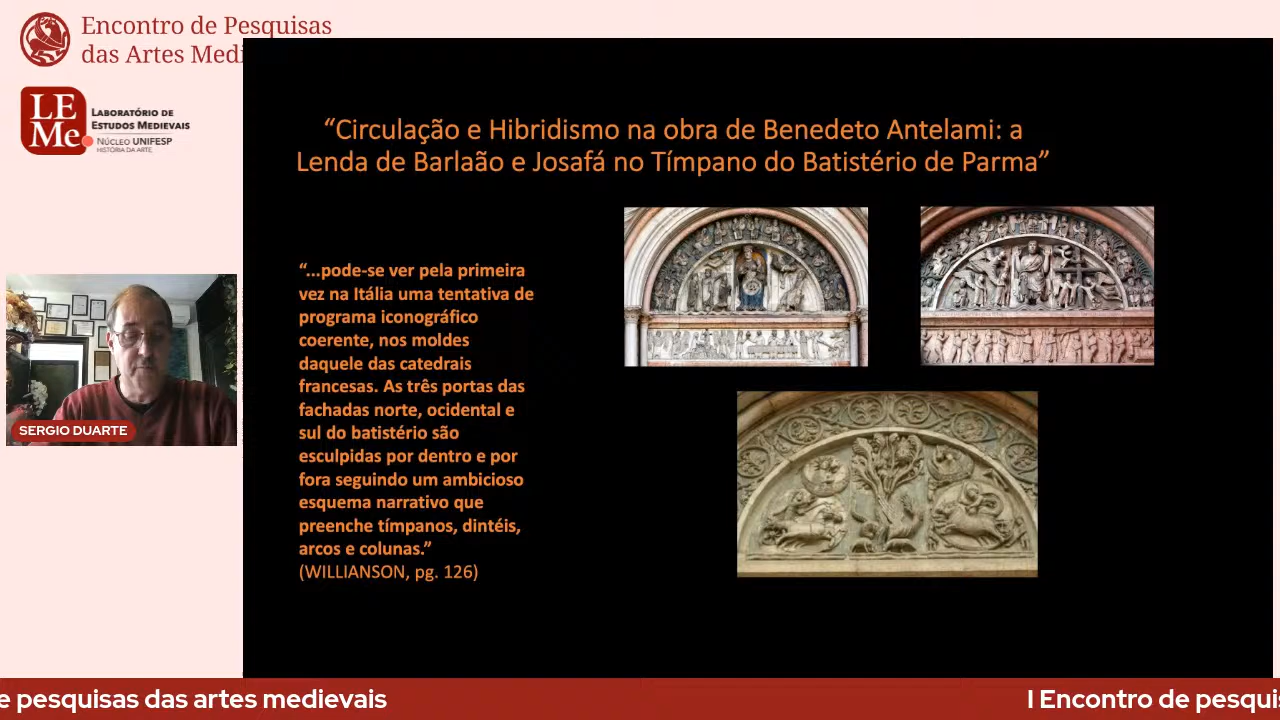 Encontro de Pesquisas
das Artes Medi
LE
Me
LABORATÓRIO DE
ESTUDOS MEDIEVAIS
NÚCLEO UNIFESP
HISTÓRIA DA ARTE
“Circulação e Hibridismo na obra de Benedeto Antelami: a
Lenda de Barlaão e Josafá no Tímpano do Batistério de Parma”
“...pode-se ver pela primeira
vez na Itália uma tentativa de
programa iconográfico
coerente, nos moldes
daquele das catedrais
francesas. As três portas das
fachadas norte, ocidental e
sul do batistério são
esculpidas por dentro e por
fora seguindo um ambicioso
esquema narrativo que
preenche tímpanos, dintéis,
arcos e colunas.”
(WILLIANSON, pg. 126)
SERGIO DUARTE
e pesquisas das artes medievais
I Encontro de pesquis